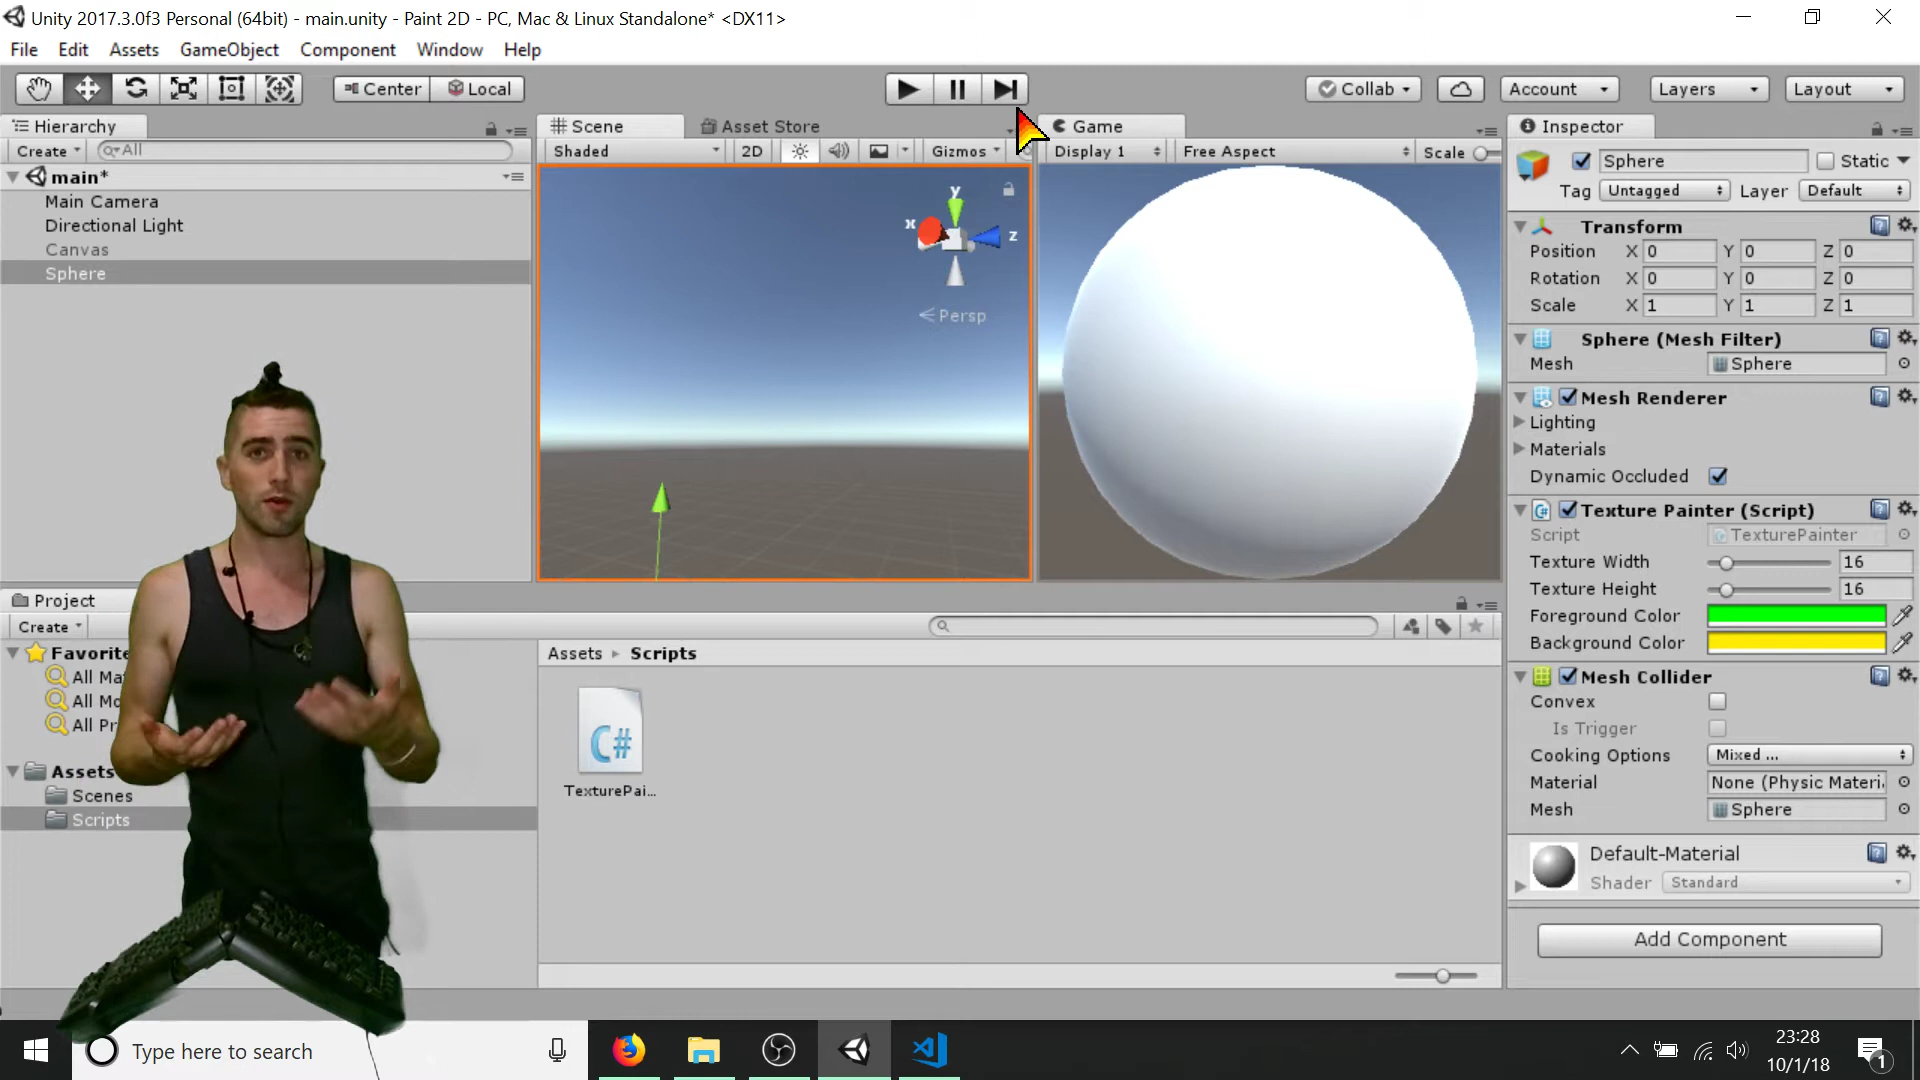 Unity 2017.3.0f3 Personal (64bit) - main.unity - Paint 2D - PC, Mac & Linux Standalone* <DX11>
File Edit Assets GameObject Component Window Help
Center Local Collab Account Layers Layout
Hierarchy
Create All
main*
Main Camera
Directional Light
Canvas
Sphere
Scene Asset Store
Shaded 2D Gizmos
y
x
z
Persp
Game
Display 1 Free Aspect Scale
Inspector
Sphere Static
Tag Untagged Layer Default
Transform
Position X 0 Y 0 Z 0
Rotation X 0 Y 0 Z 0
Scale X 1 Y 1 Z 1
Sphere (Mesh Filter)
Mesh Sphere
Mesh Renderer
Lighting
Materials
Dynamic Occluded
Texture Painter (Script)
Script TexturePainter
Texture Width 16
Texture Height 16
Foreground Color
Background Color
Mesh Collider
Convex
Is Trigger
Cooking Options Mixed ...
Material None (Physic Materi
Mesh Sphere
Default-Material
Shader Standard
Add Component
Project
Create
Favorite
All Ma
All Mo
All Pr
Assets
Scenes
Scripts
Assets Scripts
C#
TexturePai...
Type here to search
23:28
10/1/18
1